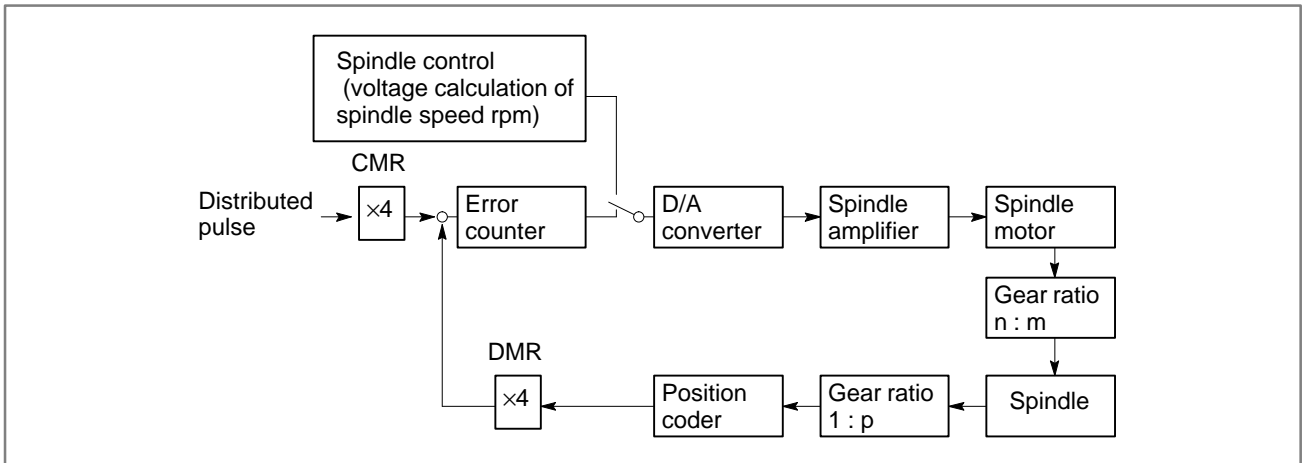 Spindle control
(voltage calculation of
spindle speed rpm)
CMR
Distributed
pulse
×4
Error
counter
D/A
converter
Spindle
amplifier
Spindle
motor
Gear ratio
n : m
DMR
×4
Position
coder
Gear ratio
1 : p
Spindle